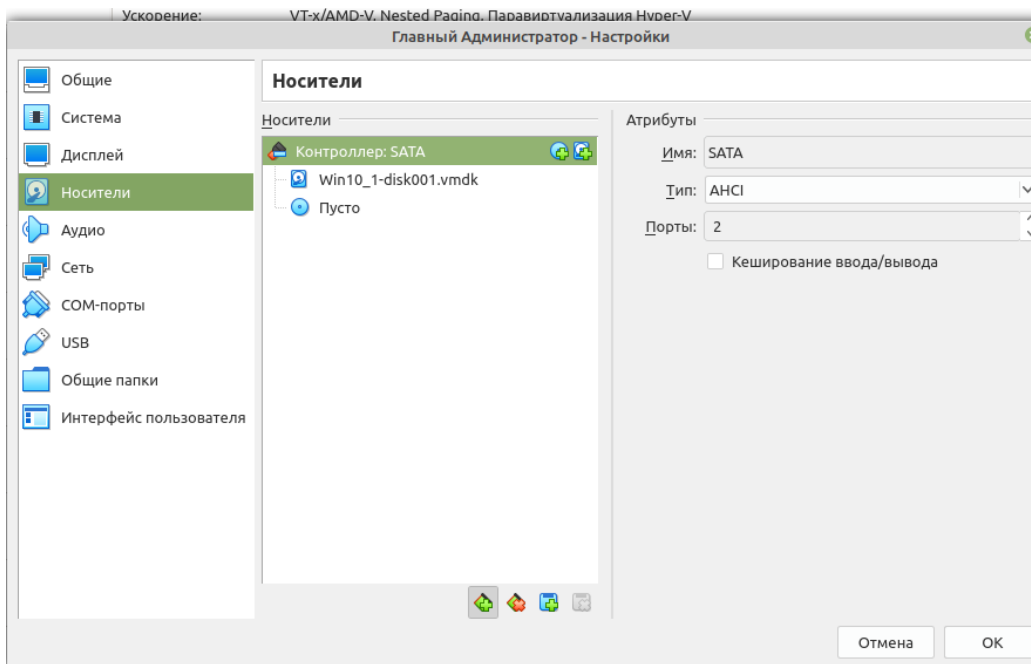 Ускорение: VT-x/AMD-V, Nested Paging, Паравиртуализация Hyper-V
Главный Администратор - Настройки
Общие
Система
Дисплей
Носители
Аудио
Сеть
COM-порты
USB
Общие папки
Интерфейс пользователя
Носители
Носители
Контроллер: SATA
Win10_1-disk001.vmdk
Пусто
Атрибуты
Имя: SATA
Тип: AHCI
Порты: 2
Кеширование ввода/вывода
Отмена
OK